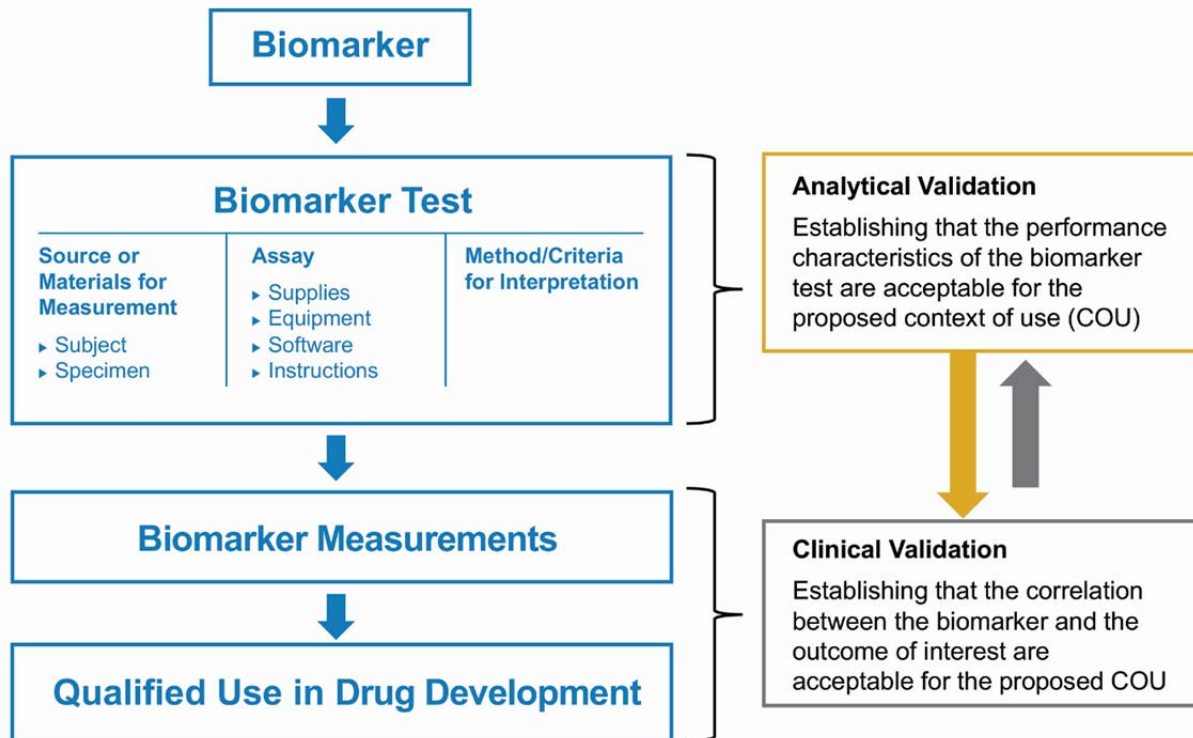 Biomarker
Biomarker Test
Source or
Materials for
Measurement
▸ Subject
▸ Specimen
Assay
▸ Supplies
▸ Equipment
▸ Software
▸ Instructions
Method/Criteria
for Interpretation
Analytical Validation
Establishing that the performance
characteristics of the biomarker
test are acceptable for the
proposed context of use (COU)
Biomarker Measurements
Qualified Use in Drug Development
Clinical Validation
Establishing that the correlation
between the biomarker and the
outcome of interest are
acceptable for the proposed COU